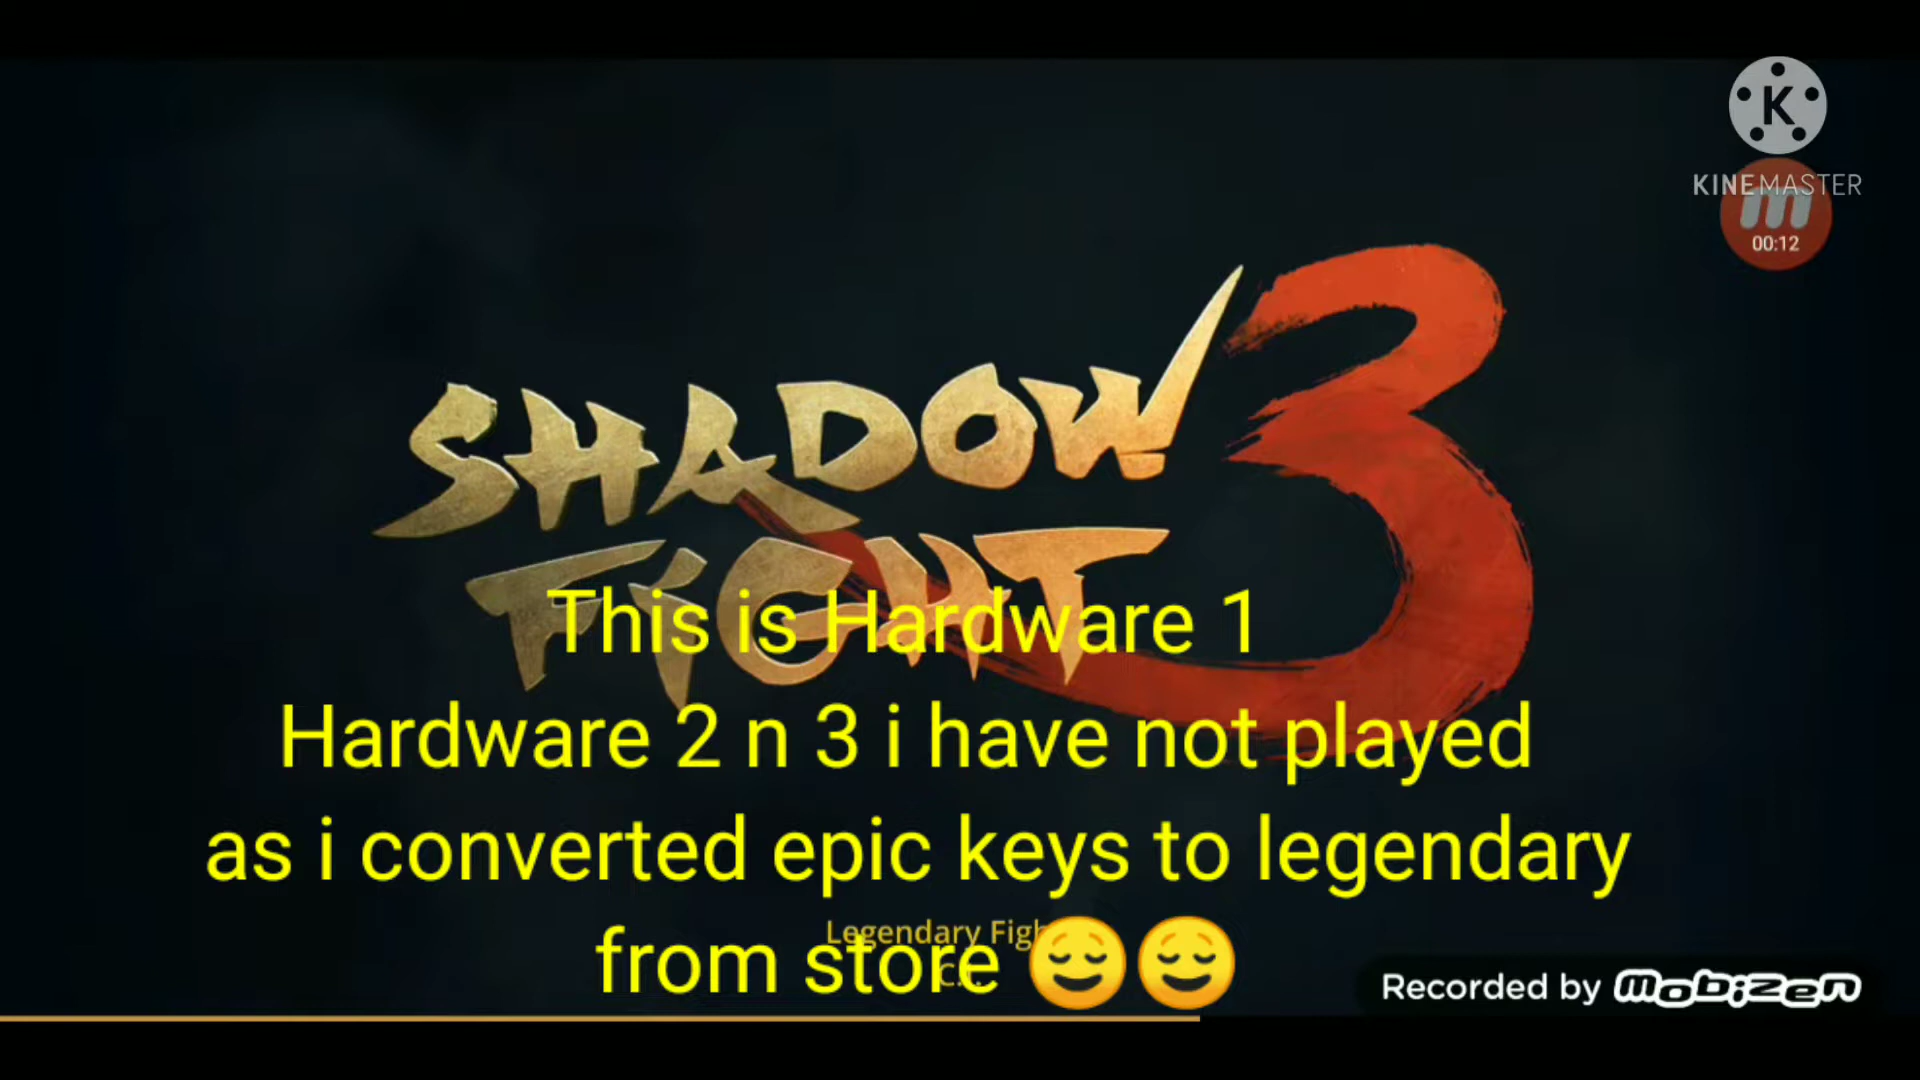 K
KINEMASTER
m
00:12
SHADOW
FIGHT
3
This is Hardware 1
Hardware 2 n 3 i have not played
as i converted epic keys to legendary
from store 😌😌
Legendary
Recorded by mobizen